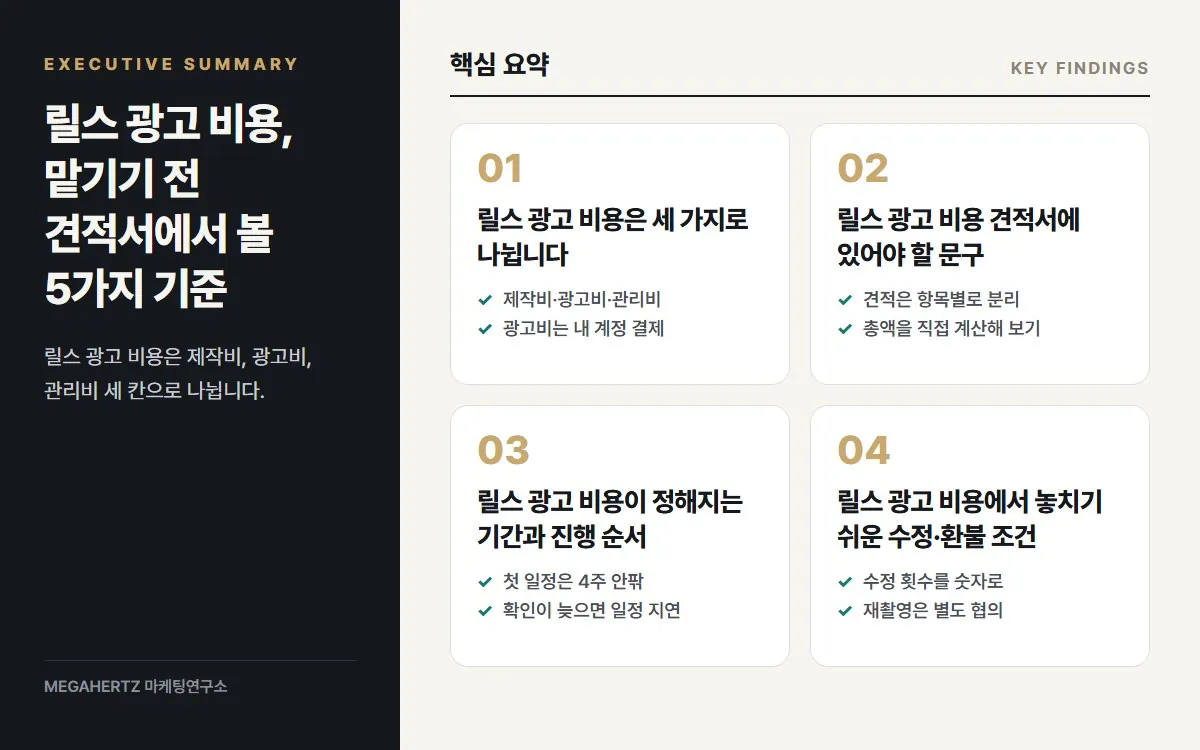 EXECUTIVE SUMMARY
릴스 광고 비용,
맡기기 전
견적서에서 볼
5가지 기준
릴스 광고 비용은 제작비, 광고비,
관리비 세 칸으로 나뉩니다.
MEGAHERTZ 마케팅연구소
핵심 요약
KEY FINDINGS
01
릴스 광고 비용은 세 가지로
나뉩니다
제작비·광고비·관리비
광고비는 내 계정 결제
02
릴스 광고 비용 견적서에
있어야 할 문구
견적은 항목별로 분리
총액을 직접 계산해 보기
03
릴스 광고 비용이 정해지는
기간과 진행 순서
첫 일정은 4주 안팎
확인이 늦으면 일정 지연
04
릴스 광고 비용에서 놓치기
쉬운 수정·환불 조건
수정 횟수를 숫자로
재촬영은 별도 협의